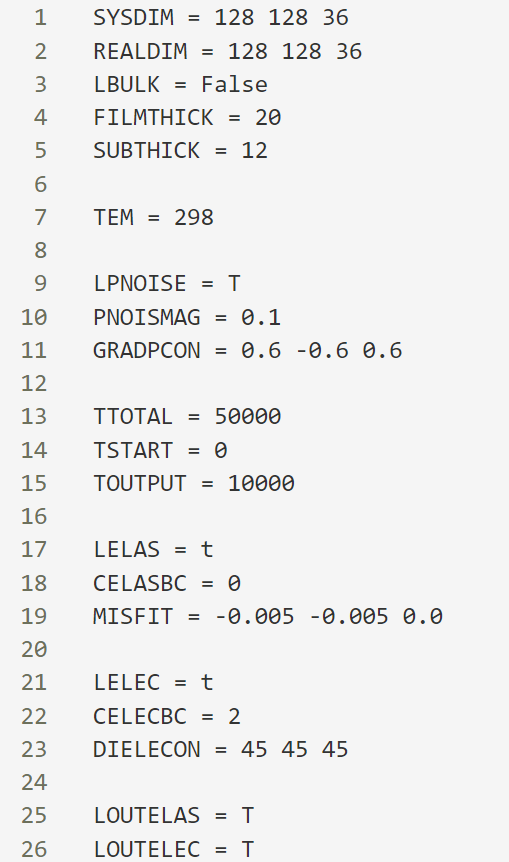 1 SYSDIM = 128 128 36
2 REALDIM = 128 128 36
3 LBULK = False
4 FILMTHICK = 20
5 SUBTHICK = 12
6
7 TEM = 298
8
9 LPNOISE = T
10 PNOISMAG = 0.1
11 GRADPCON = 0.6 -0.6 0.6
12
13 TTOTAL = 50000
14 TSTART = 0
15 TOUTPUT = 10000
16
17 LELAS = t
18 CELASBC = 0
19 MISFIT = -0.005 -0.005 0.0
20
21 LELEC = t
22 CELECBC = 2
23 DIELECON = 45 45 45
24
25 LOUTELAS = T
26 LOUTELEC = T